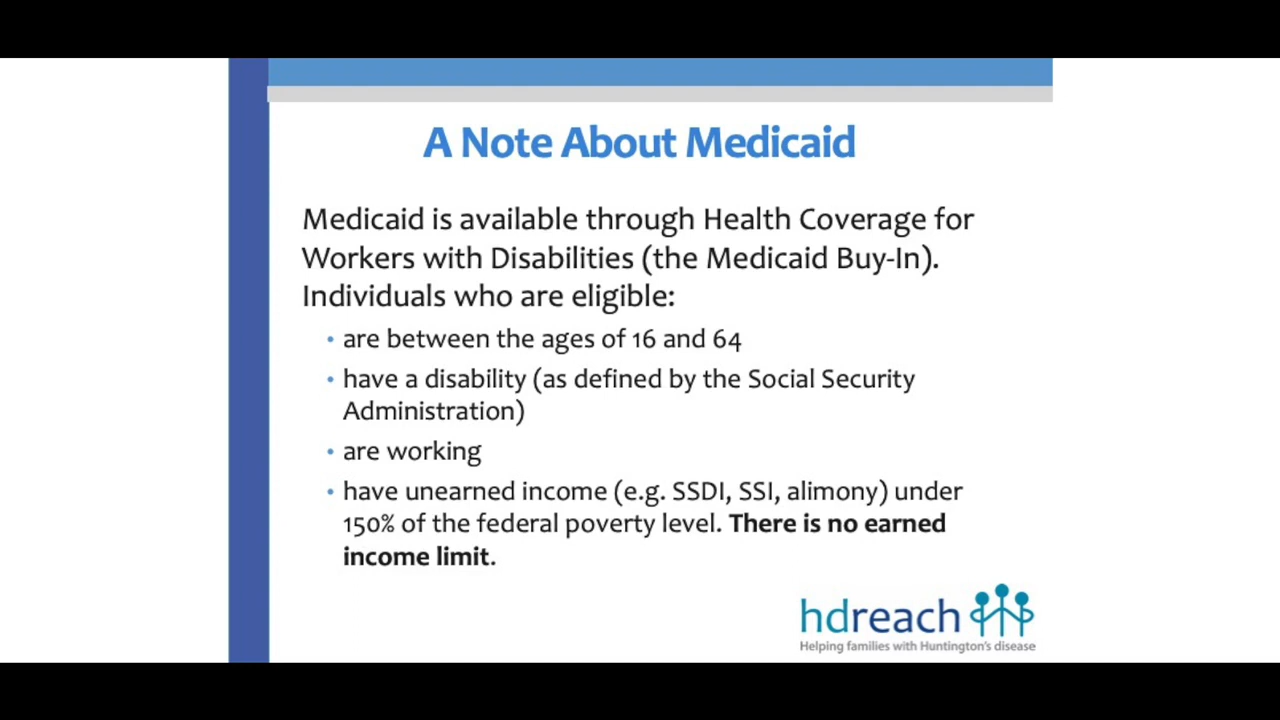 A Note About Medicaid
Medicaid is available through Health Coverage for
Workers with Disabilities (the Medicaid Buy-In).
Individuals who are eligible:
• are between the ages of 16 and 64
• have a disability (as defined by the Social Security
Administration)
• are working
• have unearned income (e.g. SSDI, SSI, alimony) under
150% of the federal poverty level. There is no earned
income limit.
hdreach
Helping families with Huntington's disease